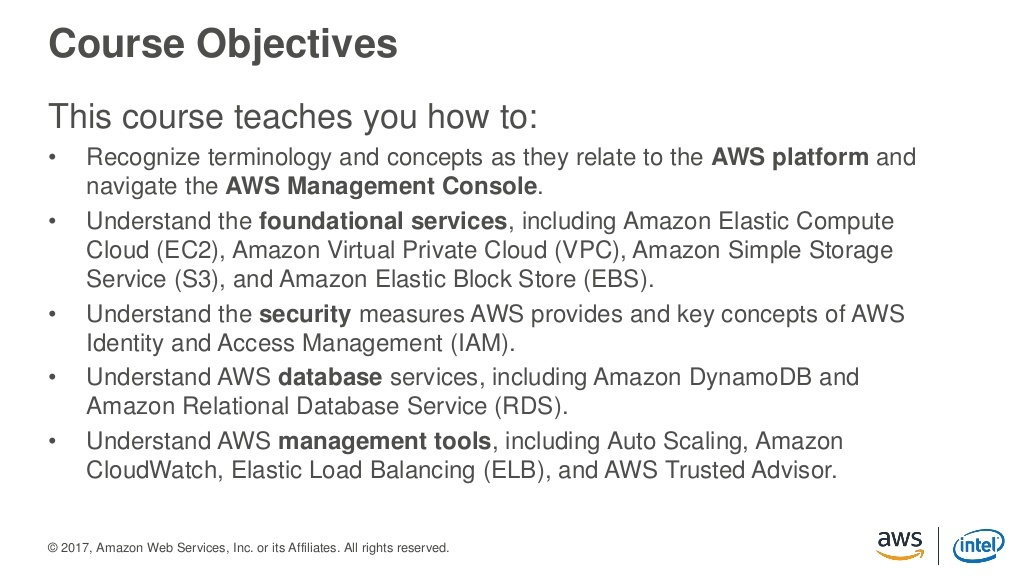 Course Objectives
This course teaches you how to:
• Recognize terminology and concepts as they relate to the AWS platform and
navigate the AWS Management Console.
• Understand the foundational services, including Amazon Elastic Compute
Cloud (EC2), Amazon Virtual Private Cloud (VPC), Amazon Simple Storage
Service (S3), and Amazon Elastic Block Store (EBS).
• Understand the security measures AWS provides and key concepts of AWS
Identity and Access Management (IAM).
• Understand AWS database services, including Amazon DynamoDB and
Amazon Relational Database Service (RDS).
• Understand AWS management tools, including Auto Scaling, Amazon
CloudWatch, Elastic Load Balancing (ELB), and AWS Trusted Advisor.
© 2017, Amazon Web Services, Inc. or its Affiliates. All rights reserved.
aws
intel